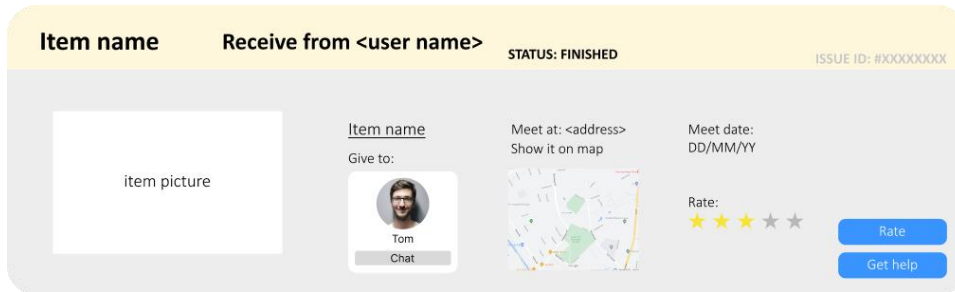 Item name
Receive from <user name>
STATUS: FINISHED
ISSUE ID: #XXXXXXXX
item picture
Item name
Give to:
Tom
Chat
Meet at: <address>
Show it on map
Meet date:
DD/MM/YY
Rate:
Rate
Get help